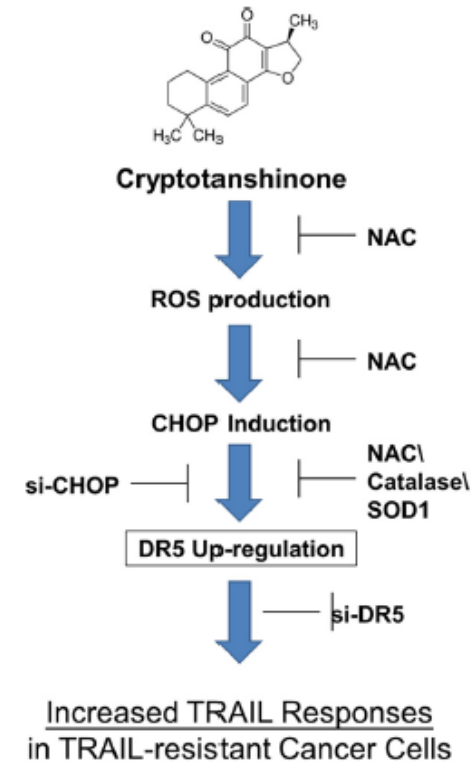 O
O
CH₃
O
H₃C CH₃
Cryptotanshinone
NAC
ROS production
NAC
CHOP Induction
NAC\
si-CHOP
Catalase\
SOD1
DR5 Up-regulation
si-DR5
Increased TRAIL Responses
in TRAIL-resistant Cancer Cells